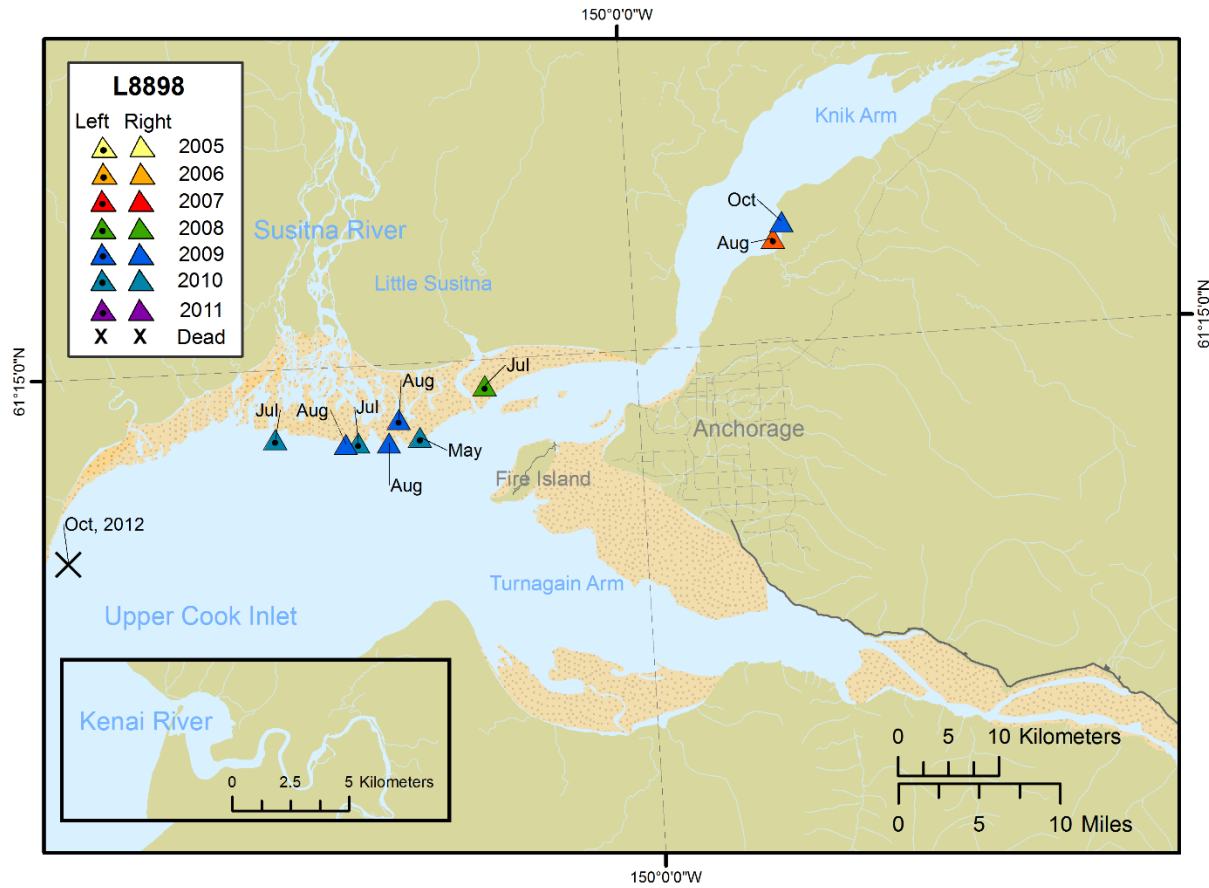 150°0'0"W
L8898
Left Right
2005
2006
2007
2008
2009
2010
2011
X X Dead
Knik Arm
Oct
Aug
Susitna River
Little Susitna
61°15'0"N
61°15'0"N
Jul
Aug
Jul
Aug
Jul
May
Aug
Anchorage
Fire Island
Oct, 2012
Turnagain Arm
Upper Cook Inlet
Kenai River
0 2.5 5 Kilometers
0 5 10 Kilometers
0 5 10 Miles
150°0'0"W